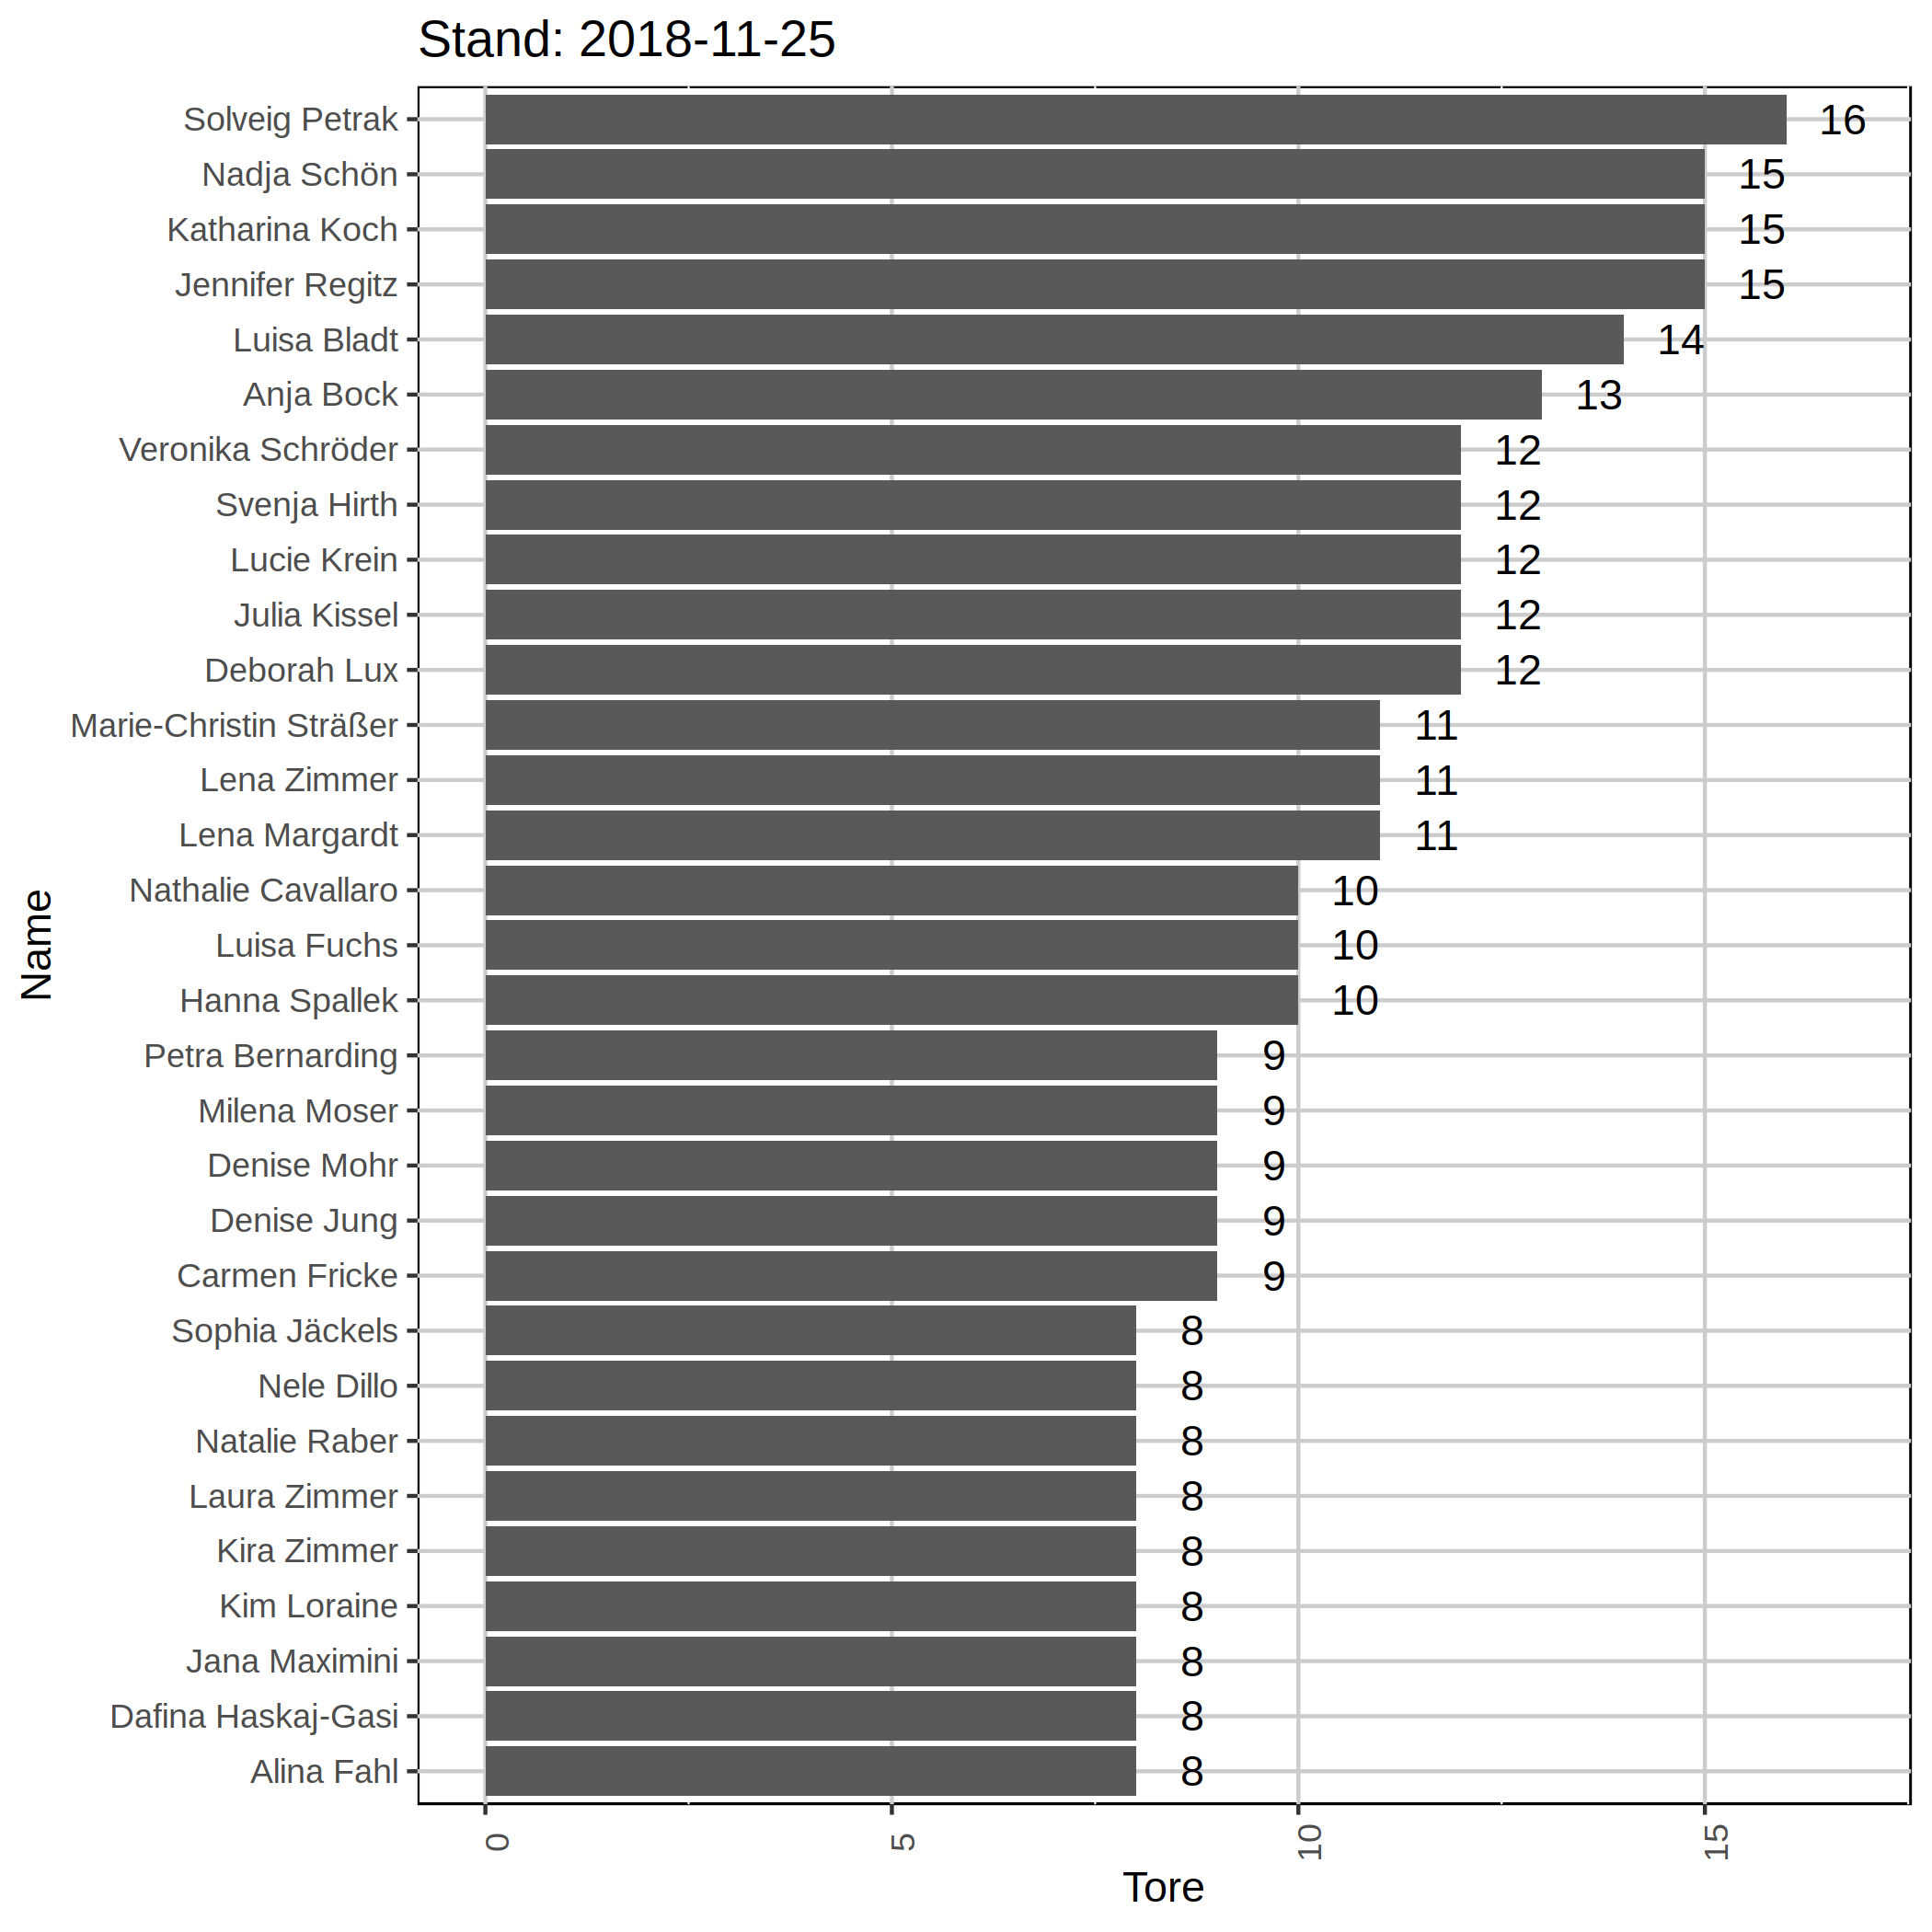 Stand: 2018-11-25
Solveig Petrak 16
Nadja Schön 15
Katharina Koch 15
Jennifer Regitz 15
Luisa Bladt 14
Anja Bock 13
Veronika Schröder 12
Svenja Hirth 12
Lucie Krein 12
Julia Kissel 12
Deborah Lux 12
Marie-Christin Sträßer 11
Lena Zimmer 11
Lena Margardt 11
Nathalie Cavallaro 10
Luisa Fuchs 10
Hanna Spallek 10
Petra Bernarding 9
Milena Moser 9
Denise Mohr 9
Denise Jung 9
Carmen Fricke 9
Sophia Jäckels 8
Nele Dillo 8
Natalie Raber 8
Laura Zimmer 8
Kira Zimmer 8
Kim Loraine 8
Jana Maximini 8
Dafina Haskaj-Gasi 8
Alina Fahl 8
Name
0 5 10 15
Tore